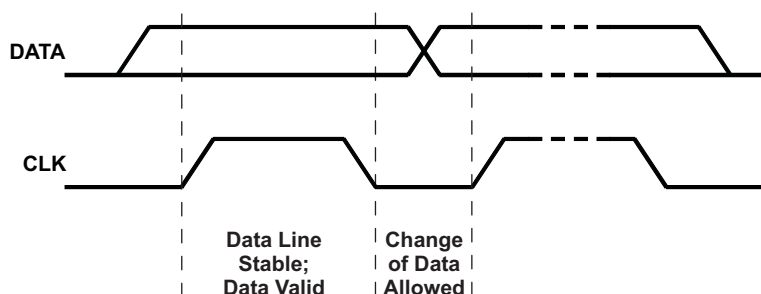 DATA
CLK
Data Line
Stable;
Data Valid
Change
of Data
Allowed